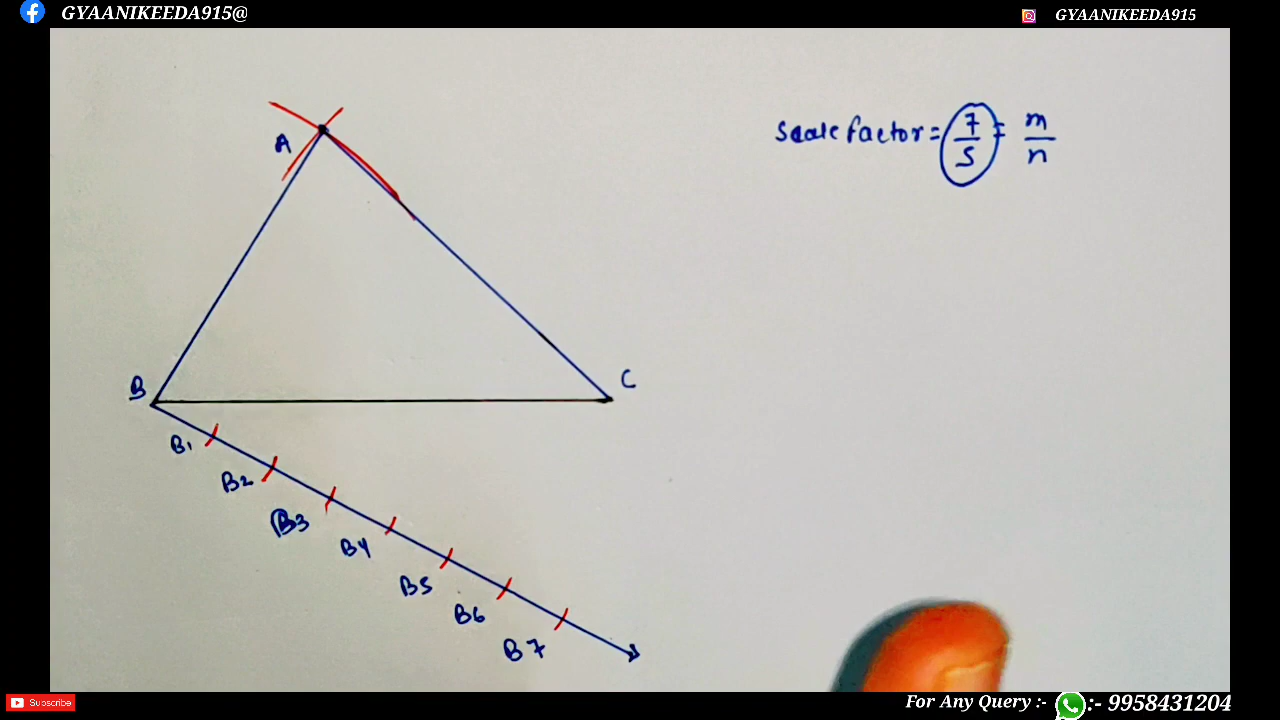 GYAANIKEEDA915@
GYAANIKEEDA915
Scale factor = 7/5 = m/n
A
B
C
B1
B2
B3
B4
B5
B6
B7
Subscribe
For Any Query :- :- 9958431204